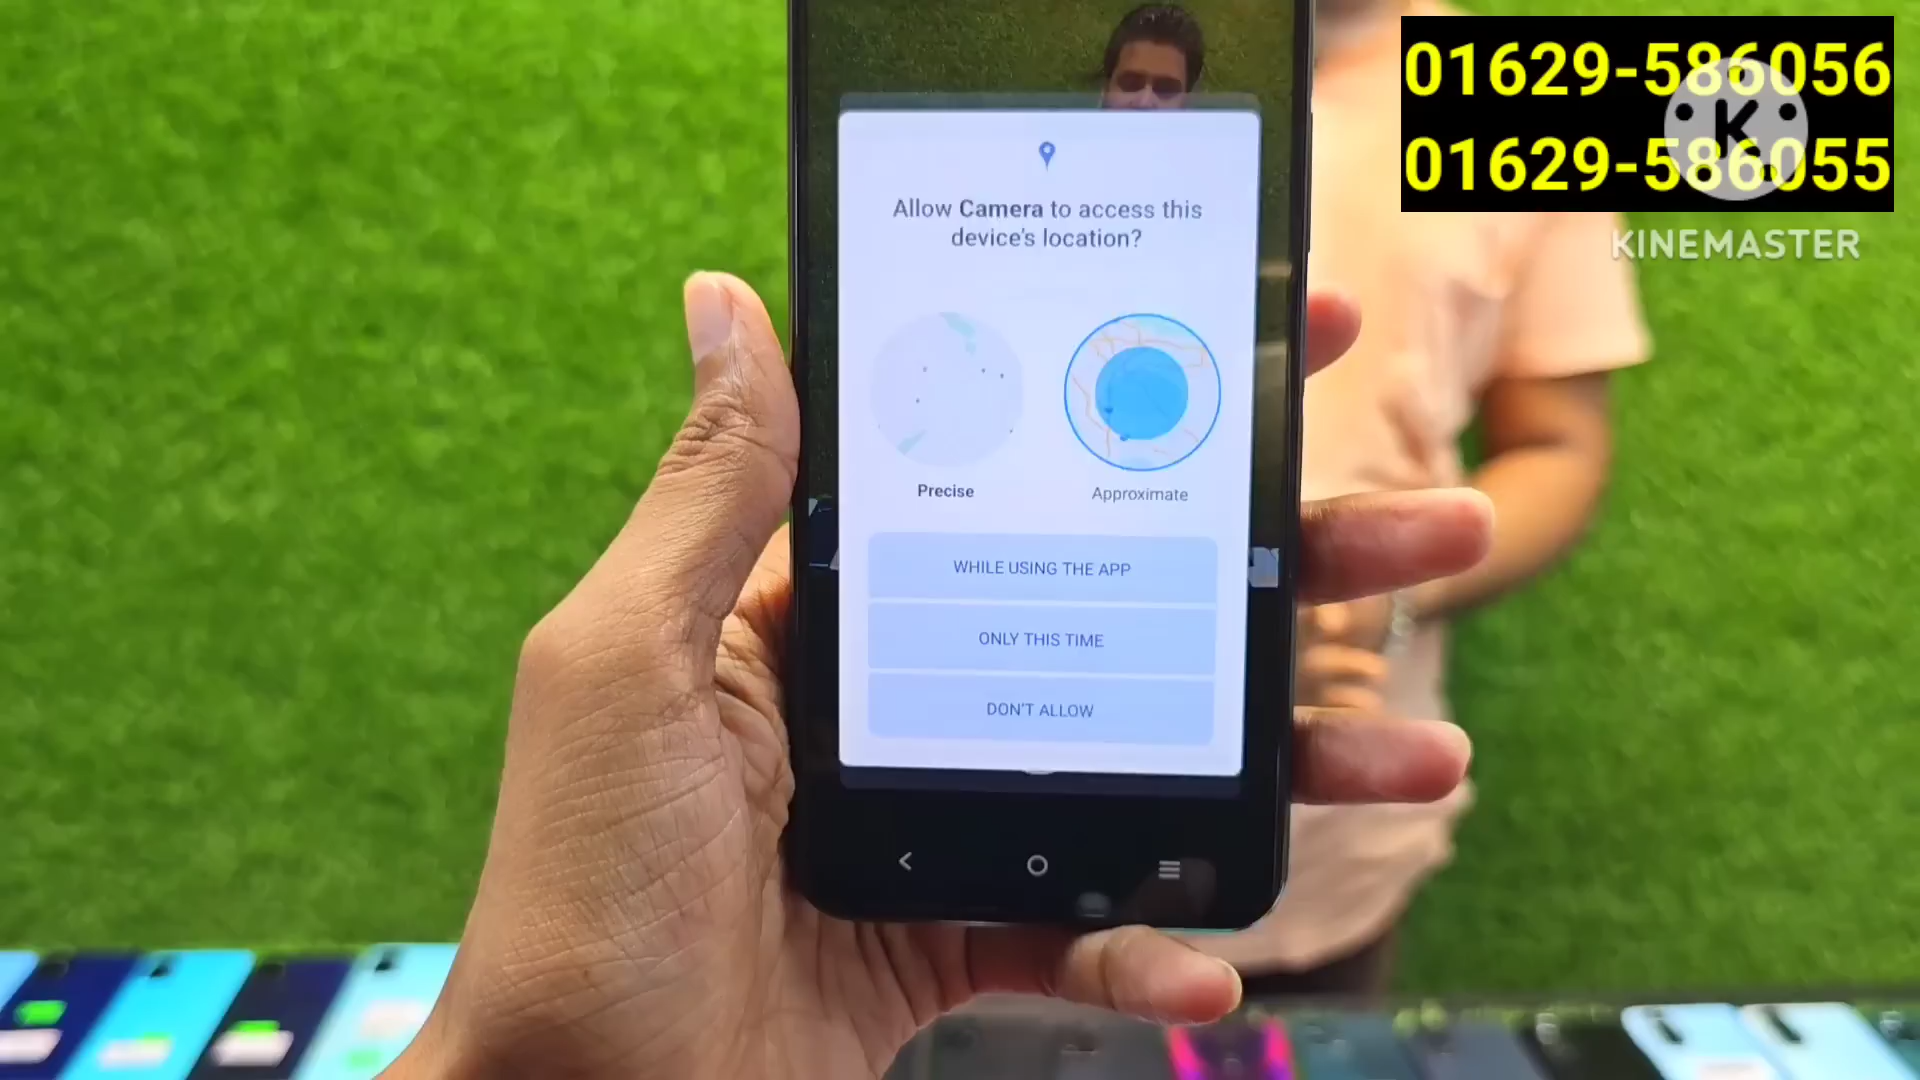 01629-586056
01629-586055
K
KINEMASTER
Allow Camera to access this
device's location?
Precise
Approximate
WHILE USING THE APP
ONLY THIS TIME
DON'T ALLOW